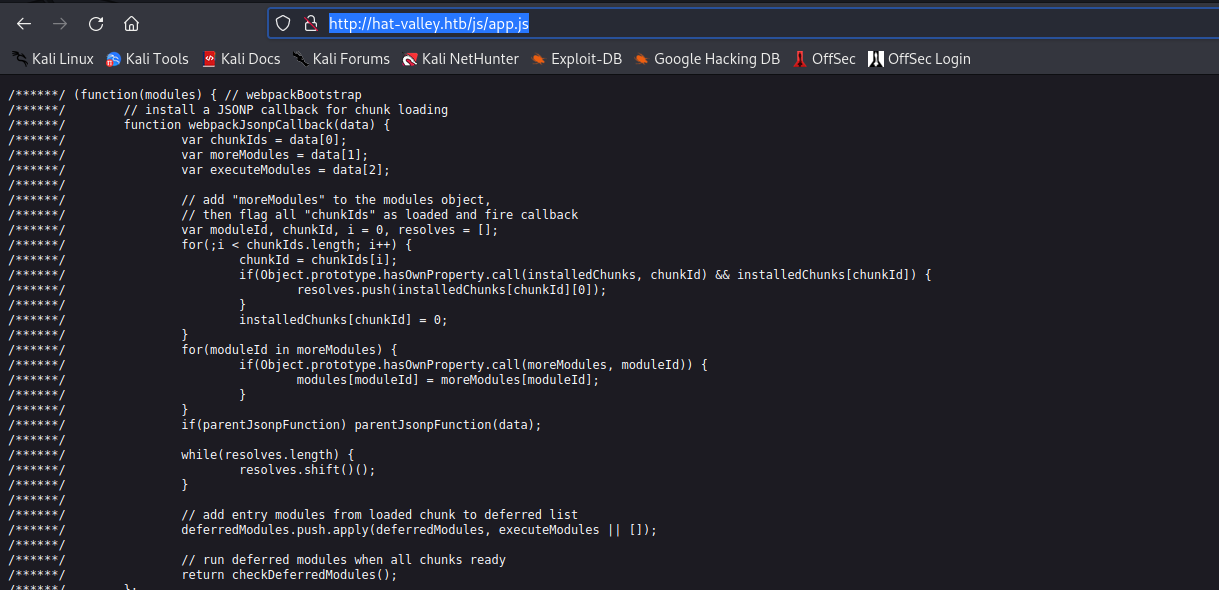 http://hat-valley.htb/js/app.js
Kali Linux Kali Tools Kali Docs Kali Forums Kali NetHunter Exploit-DB Google Hacking DB OffSec OffSec Login
/******/ (function(modules) { // webpackBootstrap
/******/ 	// install a JSONP callback for chunk loading
/******/ 	function webpackJsonpCallback(data) {
/******/ 		var chunkIds = data[0];
/******/ 		var moreModules = data[1];
/******/ 		var executeModules = data[2];
/******/
/******/ 		// add "moreModules" to the modules object,
/******/ 		// then flag all "chunkIds" as loaded and fire callback
/******/ 		var moduleId, chunkId, i = 0, resolves = [];
/******/ 		for(;i < chunkIds.length; i++) {
/******/ 			chunkId = chunkIds[i];
/******/ 			if(Object.prototype.hasOwnProperty.call(installedChunks, chunkId) && installedChunks[chunkId]) {
/******/ 				resolves.push(installedChunks[chunkId][0]);
/******/ 			}
/******/ 			installedChunks[chunkId] = 0;
/******/ 		}
/******/ 		for(moduleId in moreModules) {
/******/ 			if(Object.prototype.hasOwnProperty.call(moreModules, moduleId)) {
/******/ 				modules[moduleId] = moreModules[moduleId];
/******/ 			}
/******/ 		}
/******/ 		if(parentJsonpFunction) parentJsonpFunction(data);
/******/
/******/ 		while(resolves.length) {
/******/ 			resolves.shift()();
/******/ 		}
/******/
/******/ 		// add entry modules from loaded chunk to deferred list
/******/ 		deferredModules.push.apply(deferredModules, executeModules || []);
/******/
/******/ 		// run deferred modules when all chunks ready
/******/ 		return checkDeferredModules();
/******/ 	};